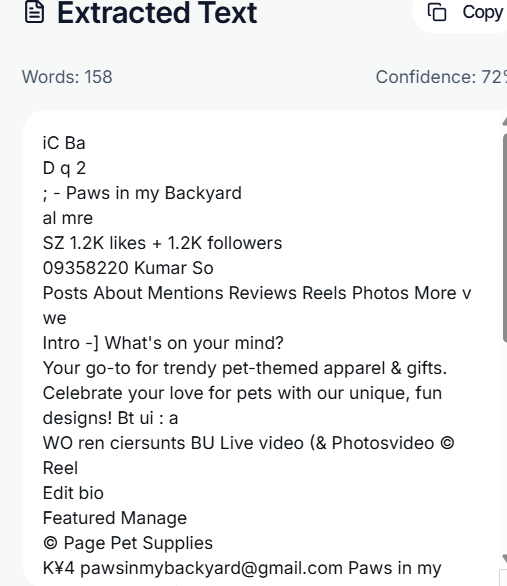 Extracted Text
Copy
Words: 158
Confidence: 72%
iC Ba
D q 2
; - Paws in my Backyard
al mre
SZ 1.2K likes + 1.2K followers
09358220 Kumar So
Posts About Mentions Reviews Reels Photos More v
we
Intro -] What's on your mind?
Your go-to for trendy pet-themed apparel & gifts.
Celebrate your love for pets with our unique, fun
designs! Bt ui : a
WO ren ciersunts BU Live video (& Photosvideo ©
Reel
Edit bio
Featured Manage
© Page Pet Supplies
K¥4 pawsinmybackyard@gmail.com Paws in my